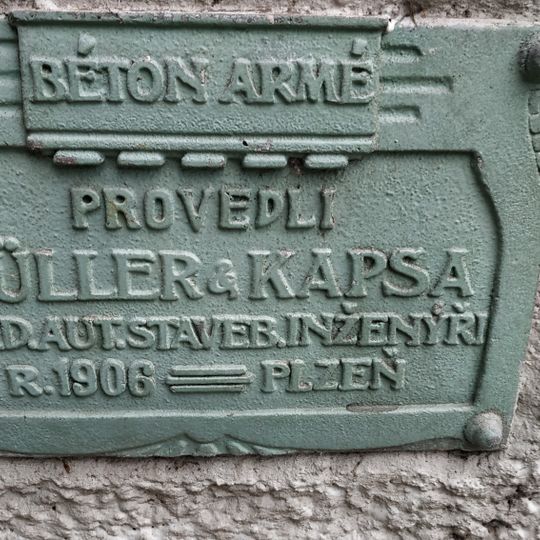 BÉTON ARMÉ
PROVEDLI
ÜLLER & KAPSA
D. AUT. STAVEB. INŽENÝŘI
R. 1906 PLZEŇ